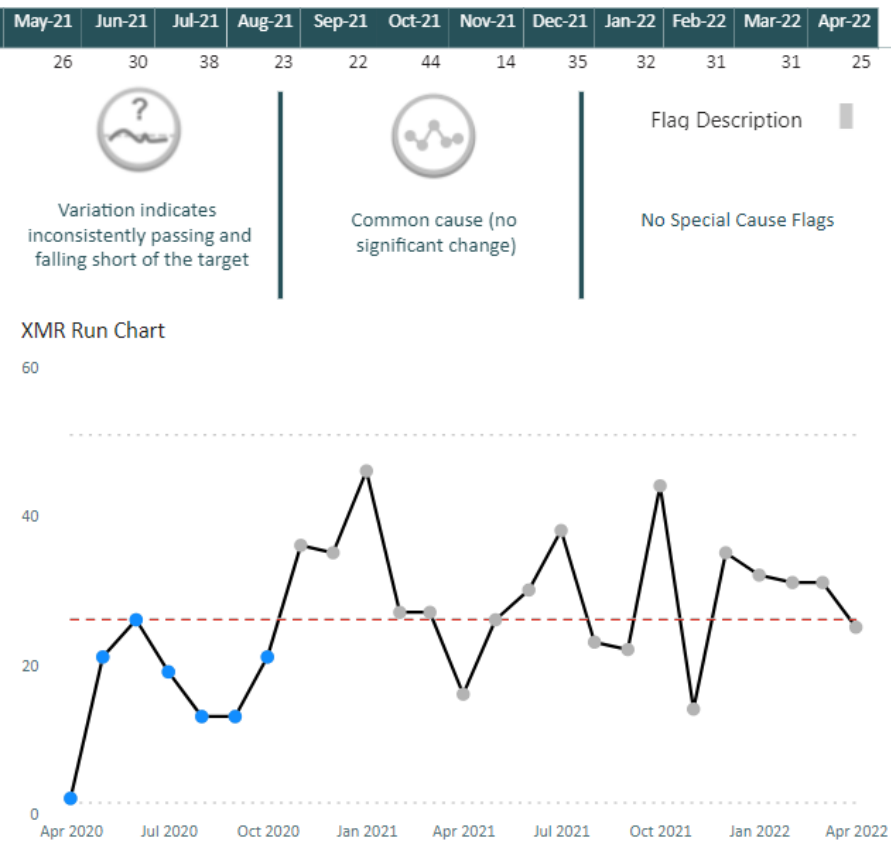 May-21 Jun-21 Jul-21 Aug-21 Sep-21 Oct-21 Nov-21 Dec-21 Jan-22 Feb-22 Mar-22 Apr-22
26 30 38 23 22 44 14 35 32 31 31 25
?
Flag Description
Variation indicates
inconsistently passing and
falling short of the target
Common cause (no
significant change)
No Special Cause Flags
XMR Run Chart
60
40
20
0
Apr 2020 Jul 2020 Oct 2020 Jan 2021 Apr 2021 Jul 2021 Oct 2021 Jan 2022 Apr 2022